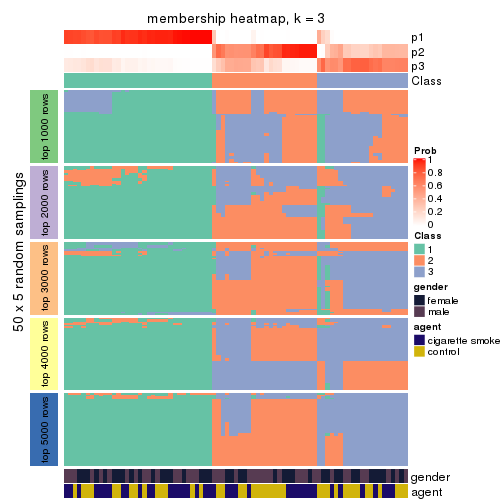 membership heatmap, k = 3
p1
p2
p3
Class
50 x 5 random samplings
top 1000 rows
top 2000 rows
top 3000 rows
top 4000 rows
top 5000 rows
gender
agent
Prob
1
0.8
0.6
0.4
0.2
0
Class
1
2
3
gender
female
male
agent
cigarette smoke
control